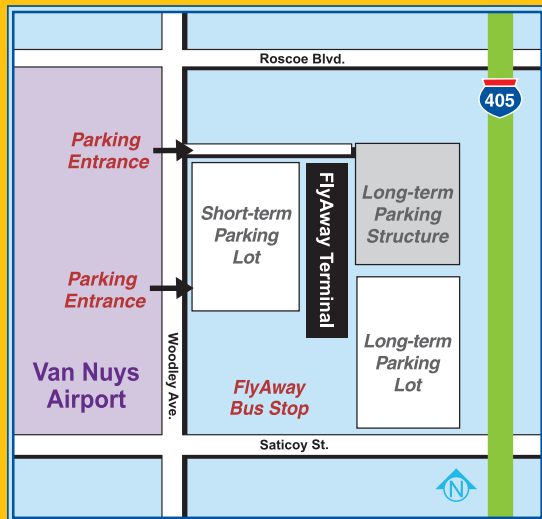 Roscoe Blvd.
405
Parking
Entrance
Short-term
Parking
Lot
FlyAway Terminal
Long-term
Parking
Structure
Parking
Entrance
Woodley Ave.
Long-term
Parking
Lot
Van Nuys
Airport
FlyAway
Bus Stop
Saticoy St.
N